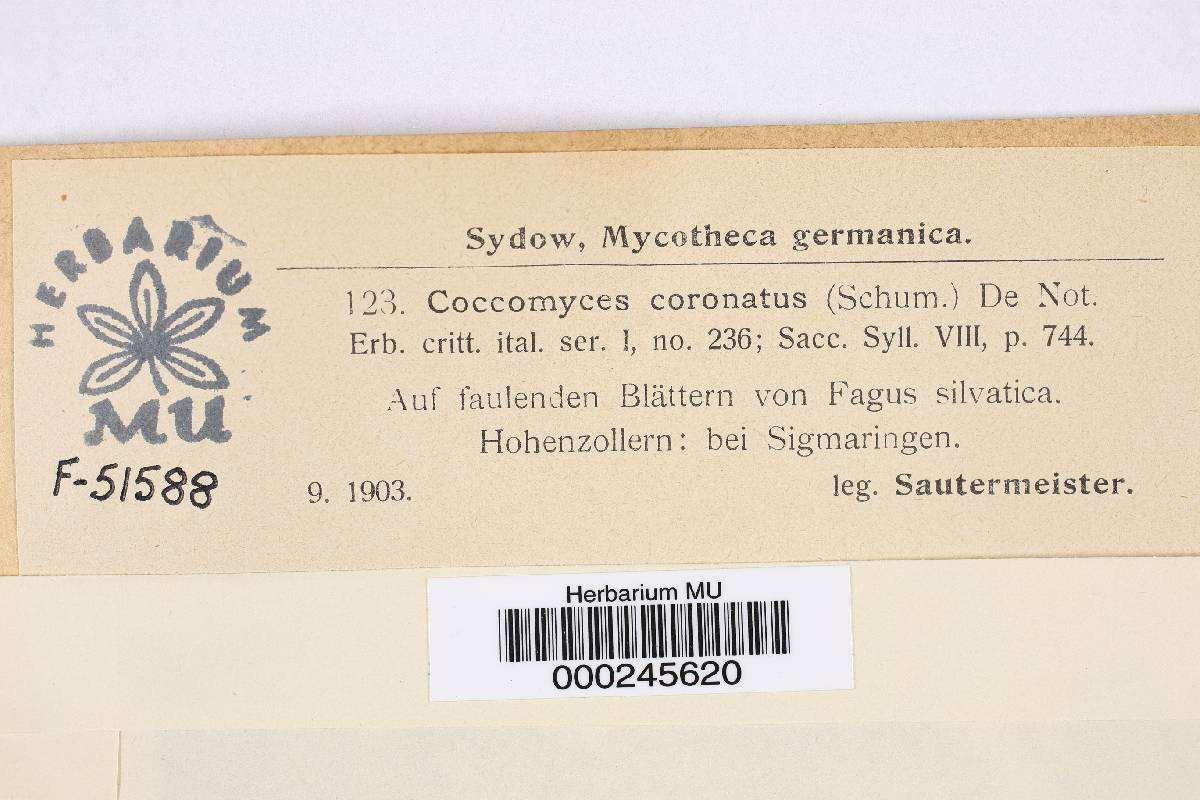 HERBARIUM
MU
F-51588
Sydow, Mycotheca germanica.
123. Coccomyces coronatus (Schum.) De Not.
Erb. critt. ital. ser. I, no. 236; Sacc. Syll. VIII, p. 744.
Auf faulenden Blättern von Fagus silvatica.
Hohenzollern: bei Sigmaringen.
9. 1903. leg. Sautermeister.
Herbarium MU
000245620